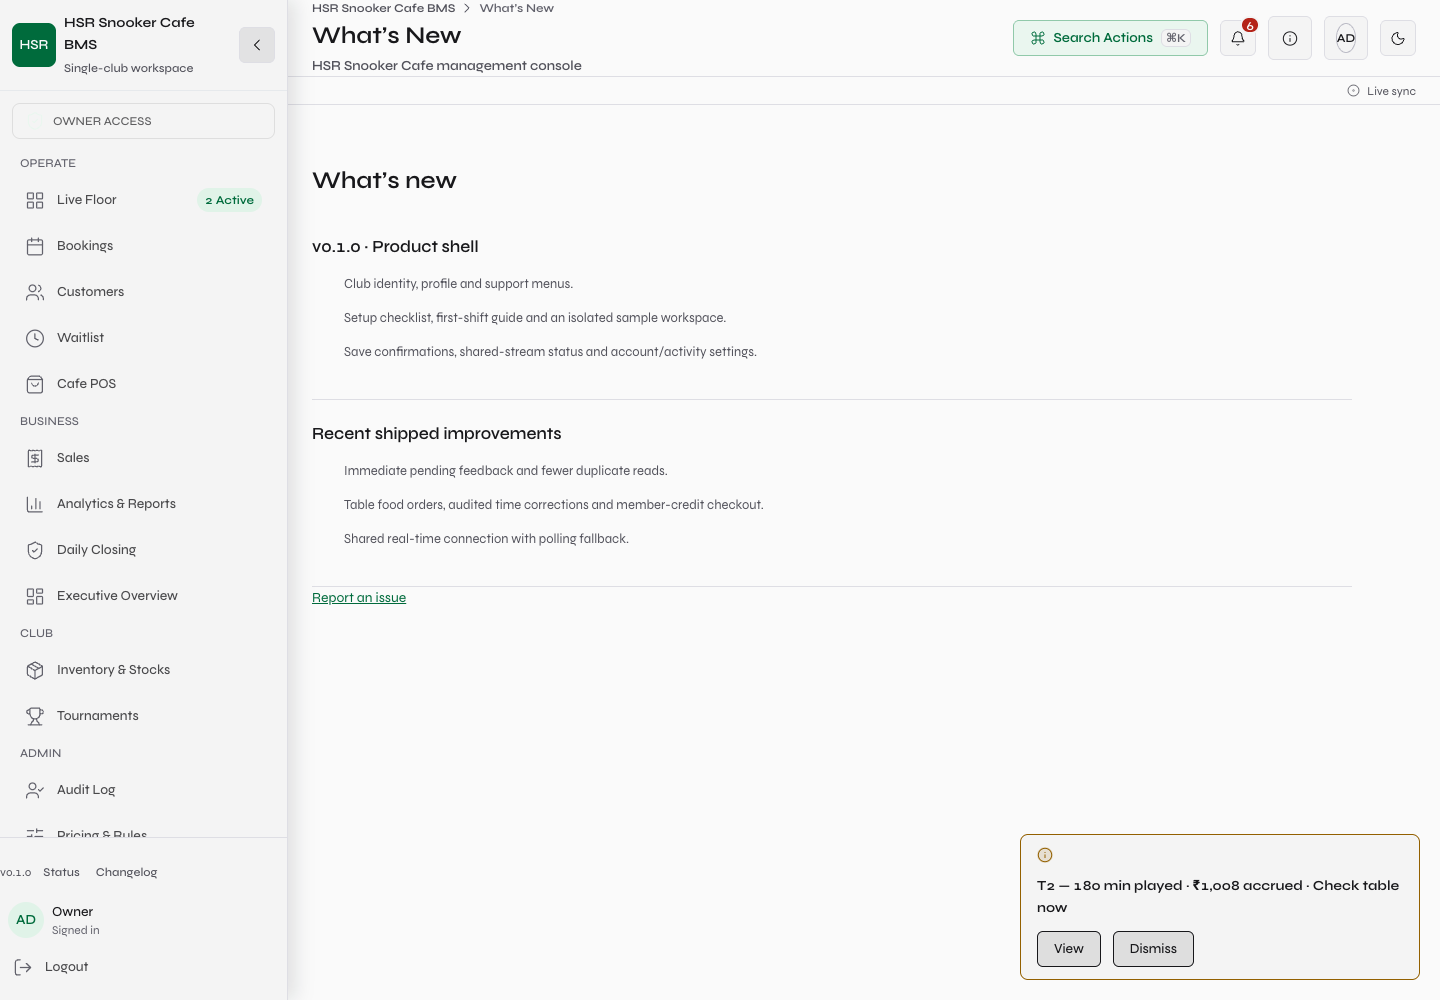 HSR
HSR Snooker Cafe
BMS
Single-club workspace
OWNER ACCESS
OPERATE
Live Floor
2 Active
Bookings
Customers
Waitlist
Cafe POS
BUSINESS
Sales
Analytics & Reports
Daily Closing
Executive Overview
CLUB
Inventory & Stocks
Tournaments
ADMIN
Audit Log
Pricing & Rules
v0.1.0 Status Changelog
AD
Owner
Signed in
Logout
HSR Snooker Cafe BMS > What's New
What's New
HSR Snooker Cafe management console
Search Actions ⌘K
6
AD
Live sync
What's new
v0.1.0 · Product shell
Club identity, profile and support menus.
Setup checklist, first-shift guide and an isolated sample workspace.
Save confirmations, shared-stream status and account/activity settings.
Recent shipped improvements
Immediate pending feedback and fewer duplicate reads.
Table food orders, audited time corrections and member-credit checkout.
Shared real-time connection with polling fallback.
Report an issue
T2 — 180 min played · ₹1,008 accrued · Check table
now
View Dismiss